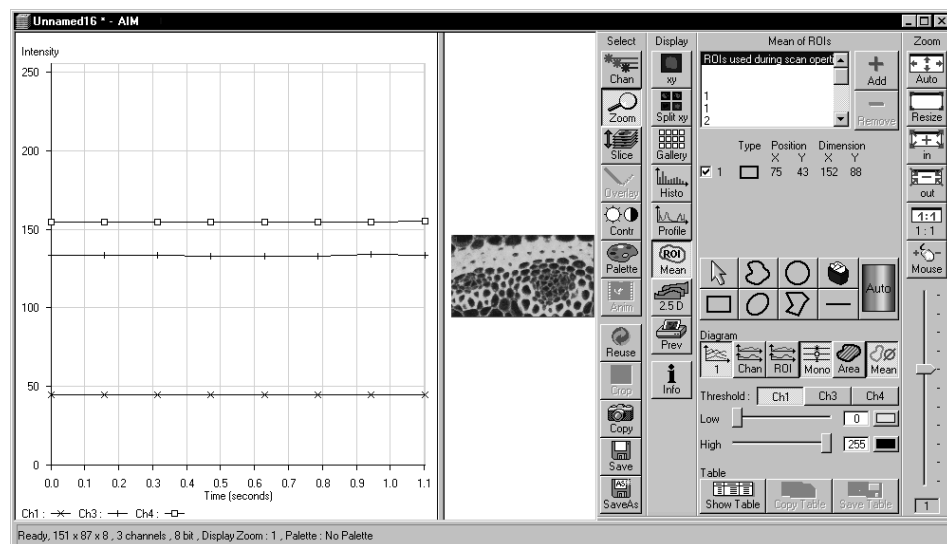 Unnamed16 * - AIM
Intensity
250
200
150
100
50
0
0.0 0.1 0.2 0.3 0.4 0.5 0.6 0.7 0.8 0.9 1.0 1.1
Time (seconds)
Ch1 : Ch3 : Ch4 :
Select
Chan
Zoom
Slice
Overlay
Contr
Palette
Anim
Reuse
Crop
Copy
Save
AS
SaveAs
Display
xy
Split xy
Gallery
Histo
Profile
ROI
Mean
2.5 D
Prev
i
Info
Mean of ROIs
ROIs used during scan opert
1
1
2
Add
Remove
Type Position Dimension
X Y X Y
1 75 43 152 88
Auto
Diagram
1 Chan ROI Mono Area Mean
Threshold : Ch1 Ch3 Ch4
Low 0
High 255
Table
Show Table Copy Table Save Table
Zoom
Auto
Resize
in
out
1:1
1 : 1
Mouse
1
Ready, 151 x 87 x 8 , 3 channels , 8 bit , Display Zoom : 1 , Palette : No Palette